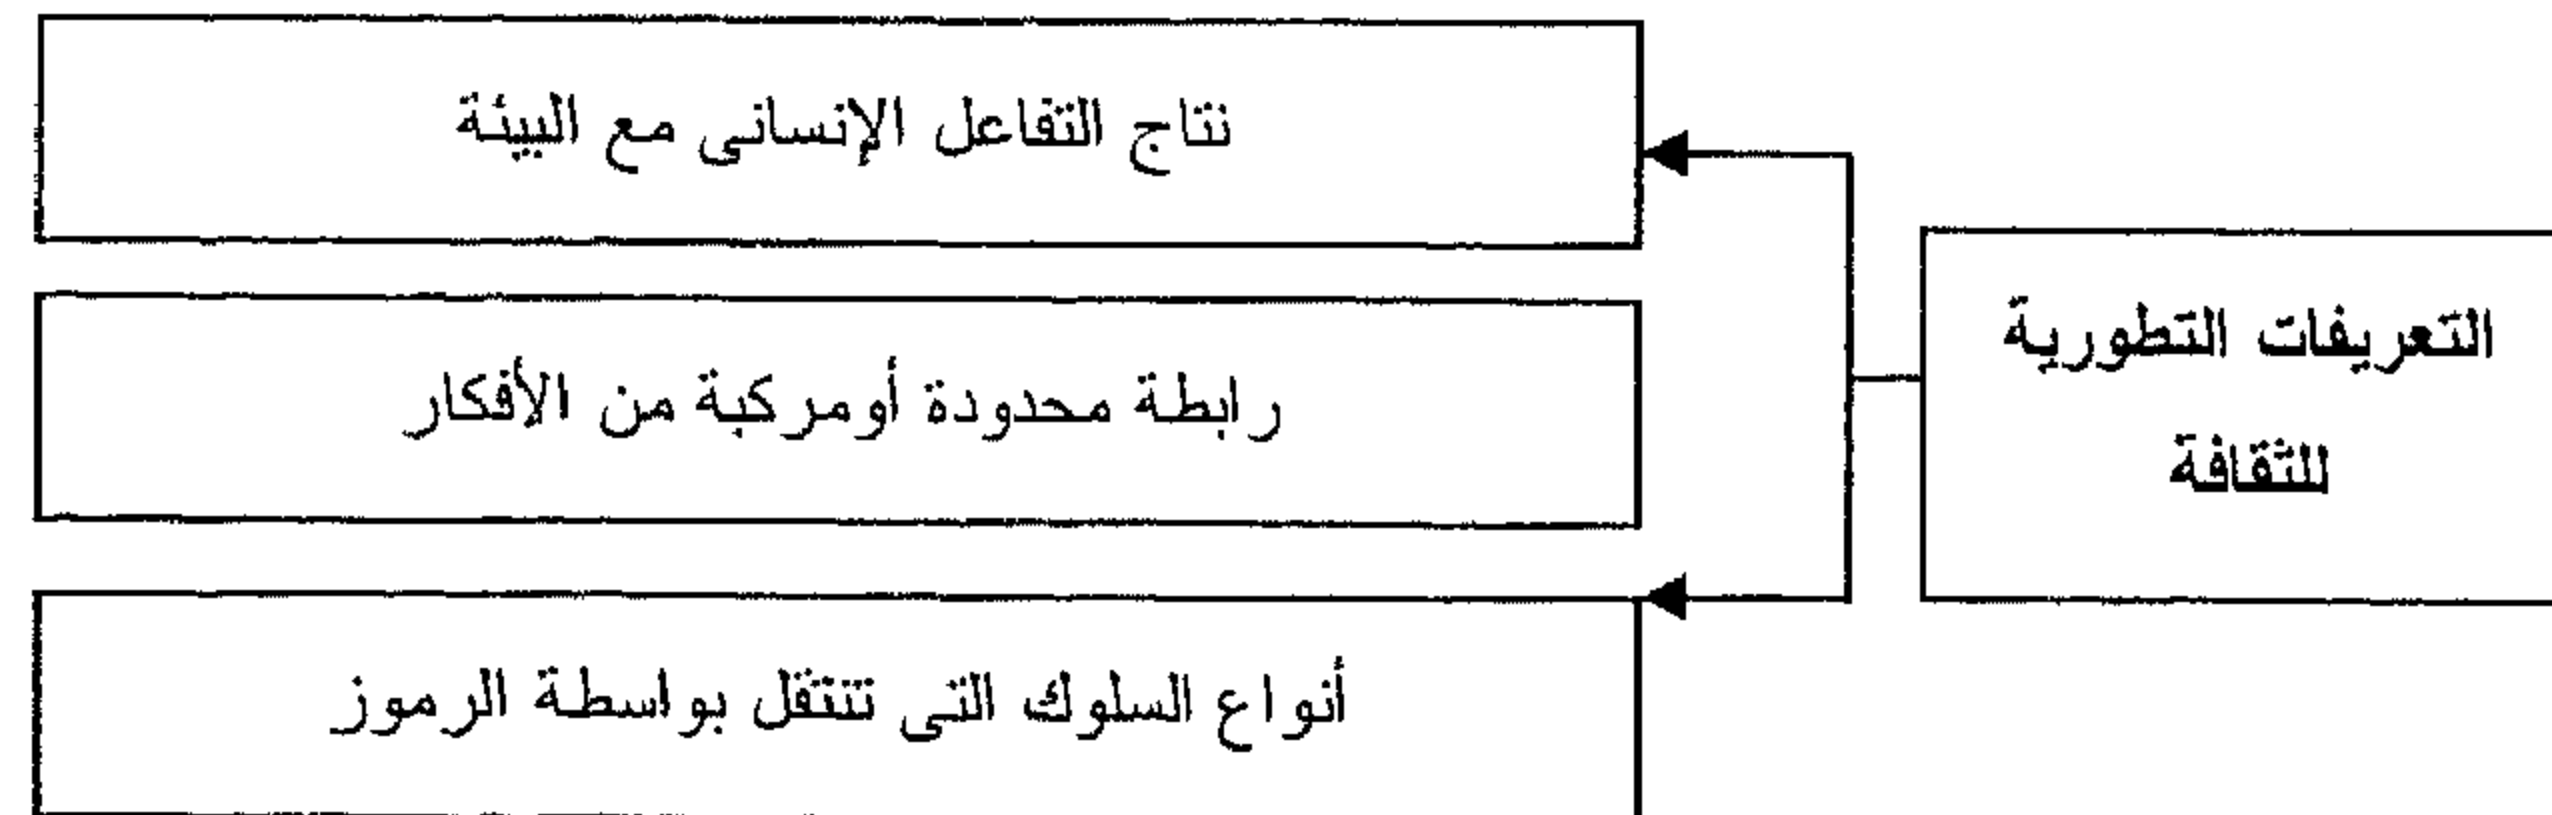 التعريفات التطورية
للثقافة
نتاج التفاعل الإنسانى مع البيئة
رابطة محدودة أومركبة من الأفكار
أنواع السلوك التى تنتقل بواسطة الرموز